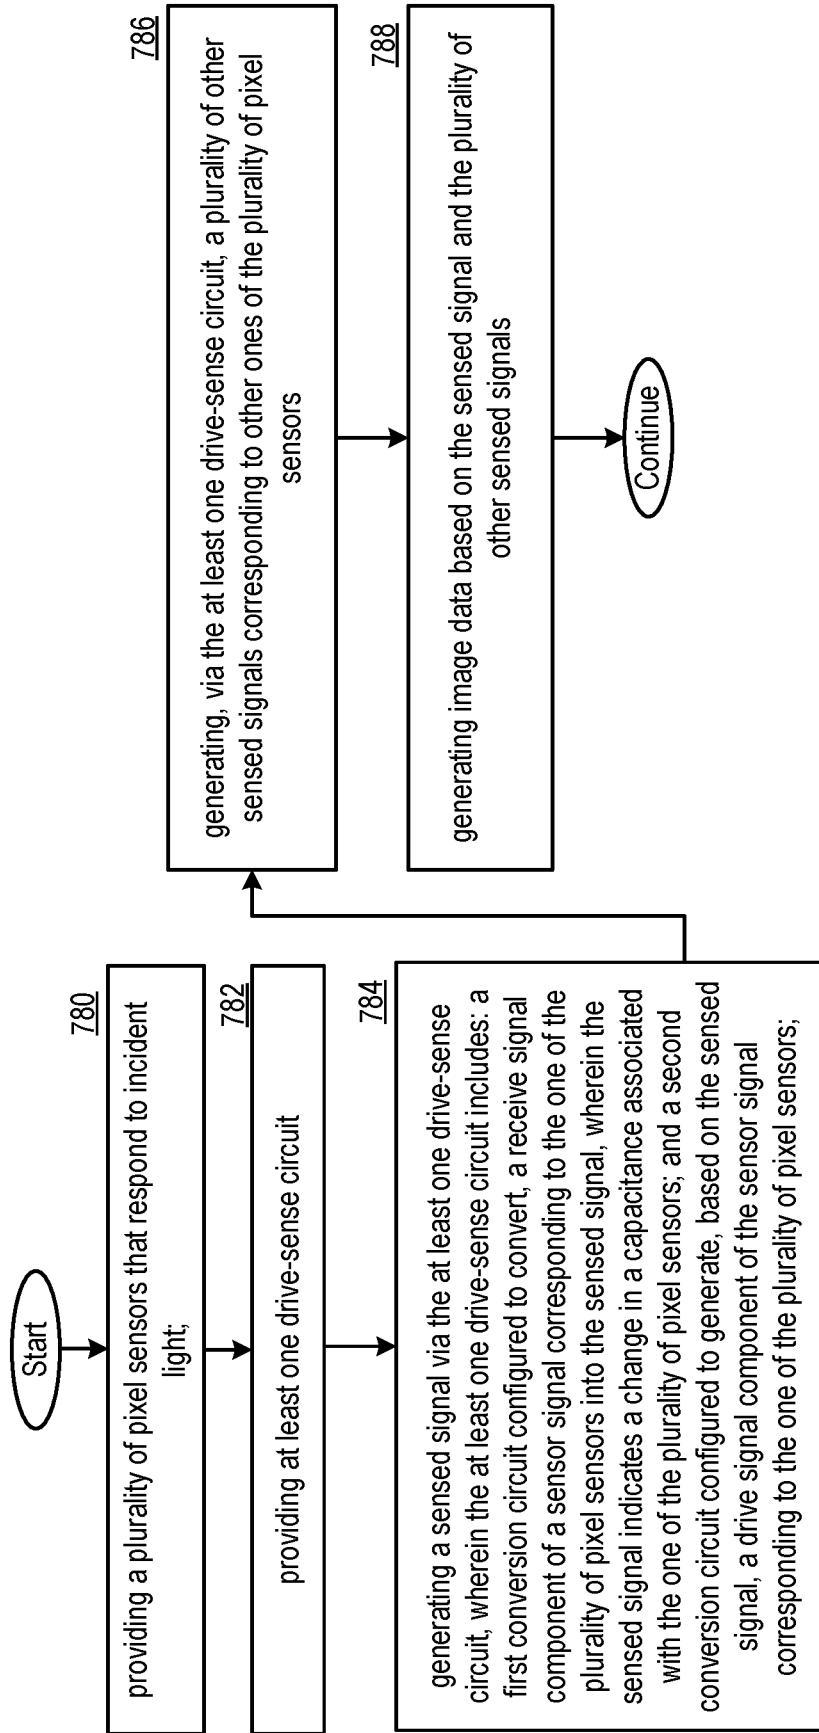 Start
780
providing a plurality of pixel sensors that respond to incident
light;
782
providing at least one drive-sense circuit
784
generating a sensed signal via the at least one drive-sense
circuit, wherein the at least one drive-sense circuit includes: a
first conversion circuit configured to convert, a receive signal
component of a sensor signal corresponding to the one of the
plurality of pixel sensors into the sensed signal, wherein the
sensed signal indicates a change in a capacitance associated
with the one of the plurality of pixel sensors; and a second
conversion circuit configured to generate, based on the sensed
signal, a drive signal component of the sensor signal
corresponding to the one of the plurality of pixel sensors;
786
generating, via the at least one drive-sense circuit, a plurality of other
sensed signals corresponding to other ones of the plurality of pixel
sensors
788
generating image data based on the sensed signal and the plurality of
other sensed signals
Continue